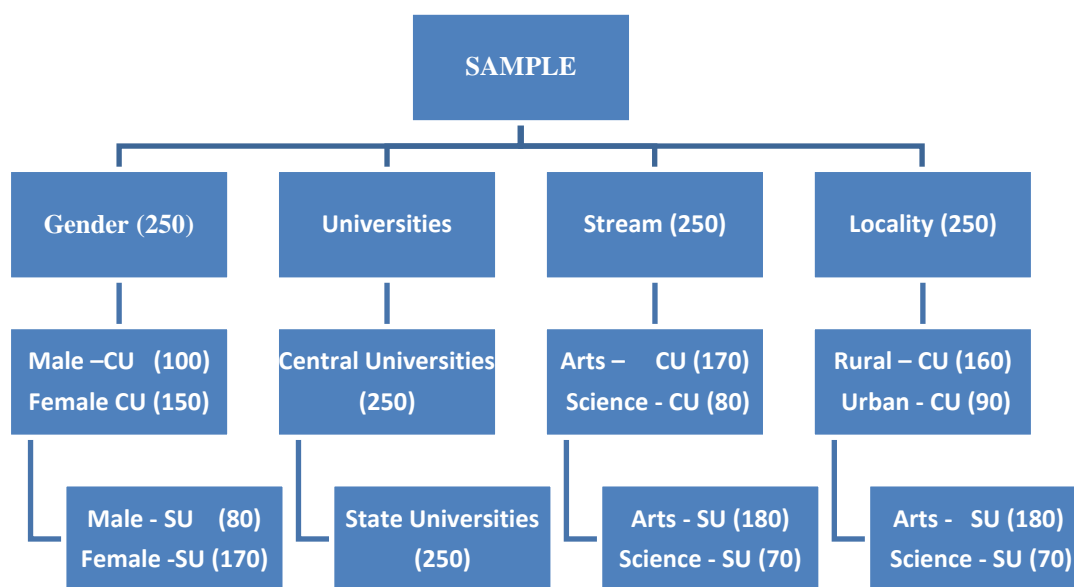 SAMPLE
Gender (250)
Universities
Stream (250)
Locality (250)
Male –CU (100)
Female CU (150)
Central Universities
(250)
Arts – CU (170)
Science - CU (80)
Rural – CU (160)
Urban - CU (90)
Male - SU (80)
Female -SU (170)
State Universities
(250)
Arts - SU (180)
Science - SU (70)
Arts - SU (180)
Science - SU (70)